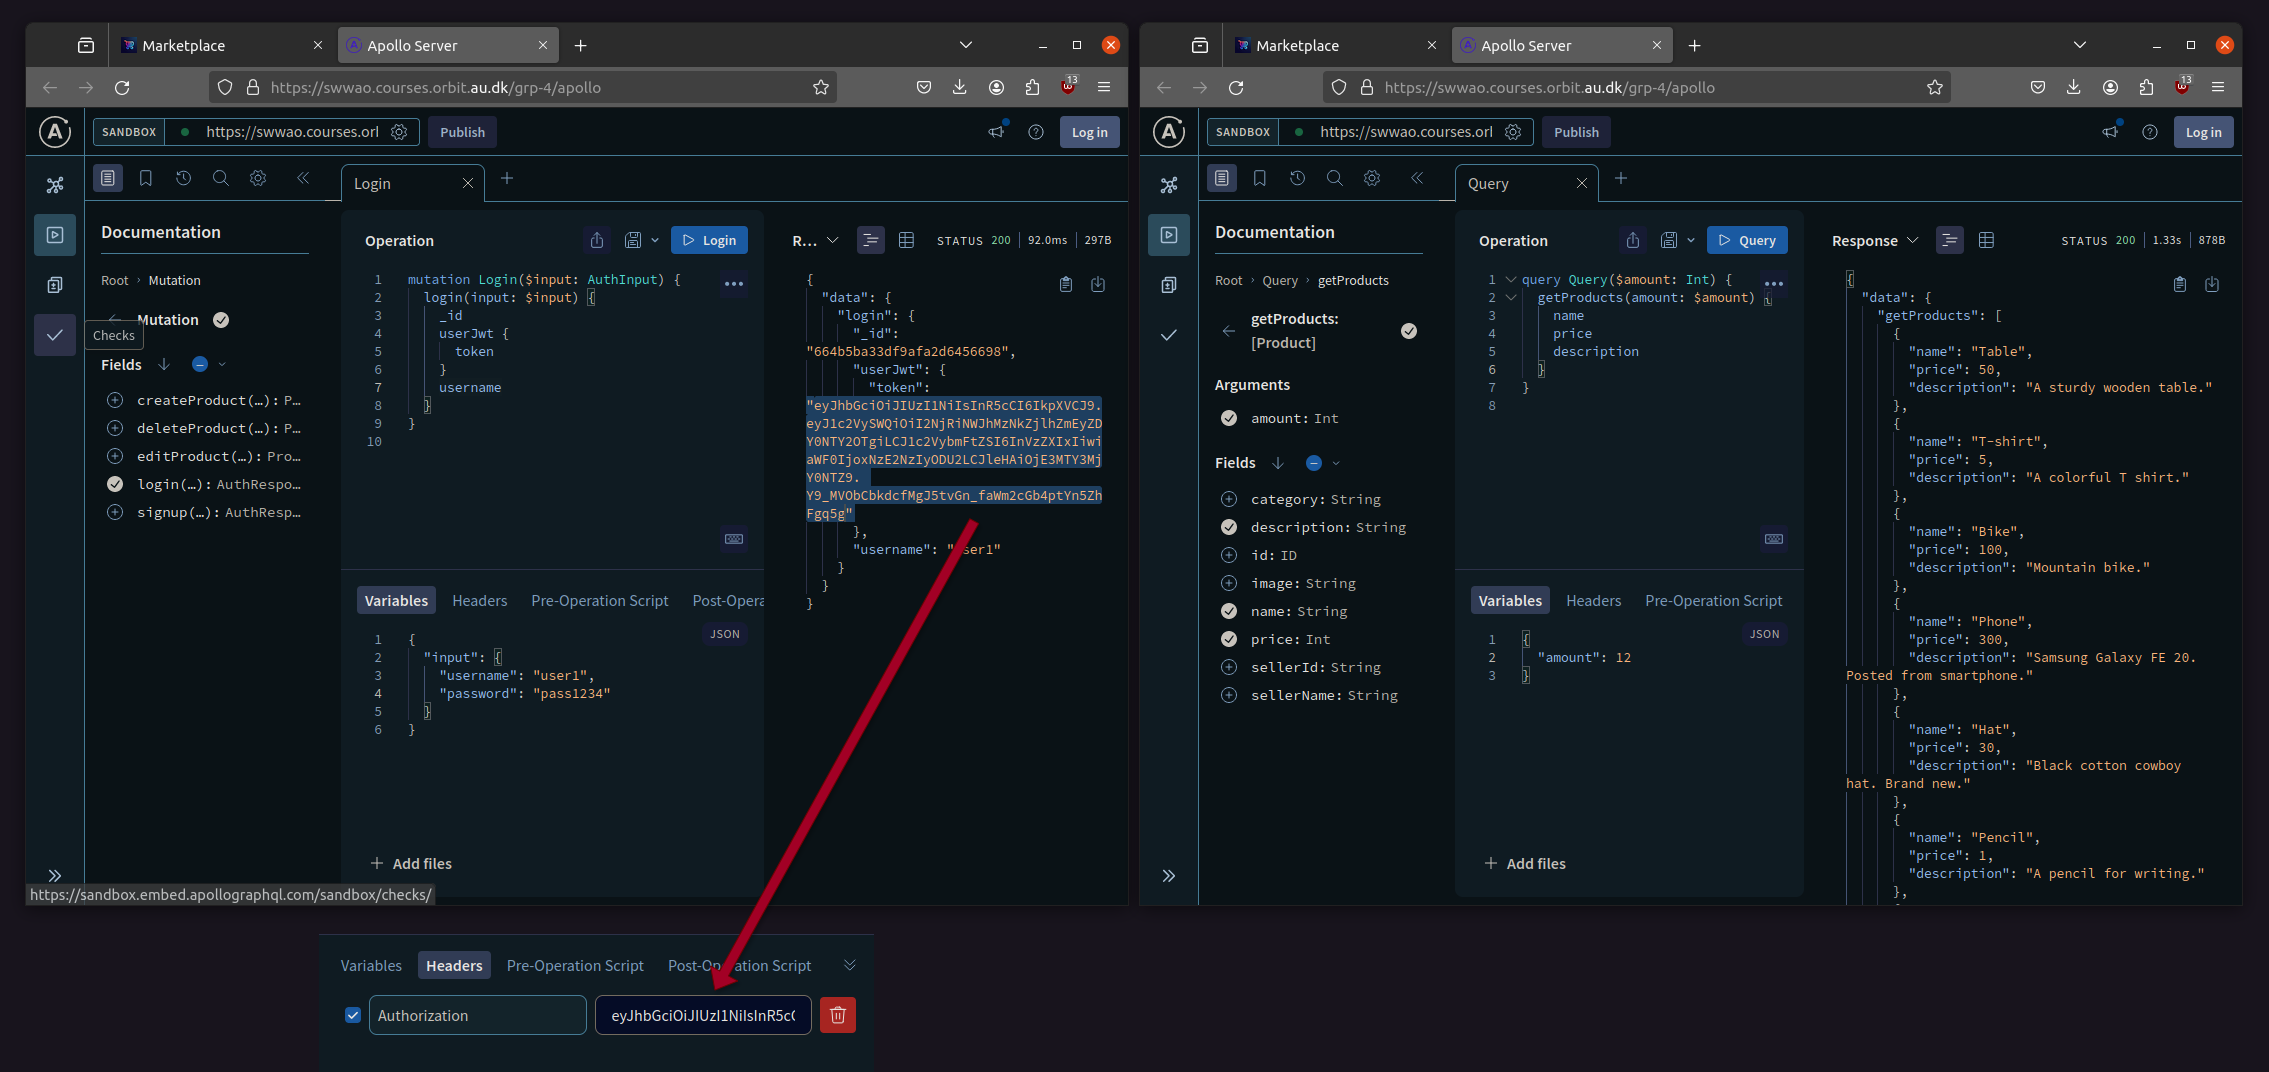 Marketplace
Apollo Server
https://swwao.courses.orbit.au.dk/grp-4/apollo
13
SANDBOX
https://swwao.courses.orl
Publish
Log in
Login
Documentation
Root › Mutation
Mutation
Checks
Fields
createProduct(…): P…
deleteProduct(…): P…
editProduct(…): Pro…
login(…): AuthRespo…
signup(…): AuthResp…
Operation
Login
1 mutation Login($input: AuthInput) {
2 login(input: $input) {
3 _id
4 userJwt {
5 token
6 }
7 username
8 }
9 }
10
Variables
Headers
Pre-Operation Script
Post-Opera
JSON
1 {
2 "input": {
3 "username": "user1",
4 "password": "pass1234"
5 }
6 }
Add files
https://sandbox.embed.apollographql.com/sandbox/checks/
R…
STATUS 200
92.0ms
297B
{
"data": {
"login": {
"_id":
"664b5ba33df9afa2d6456698",
"userJwt": {
"token":
"eyJhbGciOiJIUzI1NiIsInR5cCI6IkpXVCJ9.
eyJ1c2VySWQiOiI2NjRiNWJhMzNkZjlhZmEyZD
Y0NTY2OTgiLCJ1c2VybmFtZSI6InVzZXIxIiwi
aWF0IjoxNzE2NzIyODU2LCJleHAiOjE3MTY3Mj
Y0NTZ9.
Y9_MVObCbkdcfMgJ5tvGn_faWm2cGb4ptYn5Zh
Fgq5g"
},
"username": "user1"
}
}
}
Variables
Headers
Pre-Operation Script
Post-Operation Script
Authorization
eyJhbGciOiJIUzI1NiIsInR5cC
Marketplace
Apollo Server
https://swwao.courses.orbit.au.dk/grp-4/apollo
13
SANDBOX
https://swwao.courses.orl
Publish
Log in
Query
Documentation
Root › Query › getProducts
getProducts:
[Product]
Arguments
amount: Int
Fields
category: String
description: String
id: ID
image: String
name: String
price: Int
sellerId: String
sellerName: String
Operation
Query
1 query Query($amount: Int) {
2 getProducts(amount: $amount) {
3 name
4 price
5 description
6 }
7 }
8
Variables
Headers
Pre-Operation Script
JSON
1 {
2 "amount": 12
3 }
Add files
Response
STATUS 200
1.33s
878B
{
"data": {
"getProducts": [
{
"name": "Table",
"price": 50,
"description": "A sturdy wooden table."
},
{
"name": "T-shirt",
"price": 5,
"description": "A colorful T shirt."
},
{
"name": "Bike",
"price": 100,
"description": "Mountain bike."
},
{
"name": "Phone",
"price": 300,
"description": "Samsung Galaxy FE 20.
Posted from smartphone."
},
{
"name": "Hat",
"price": 30,
"description": "Black cotton cowboy
hat. Brand new."
},
{
"name": "Pencil",
"price": 1,
"description": "A pencil for writing."
},